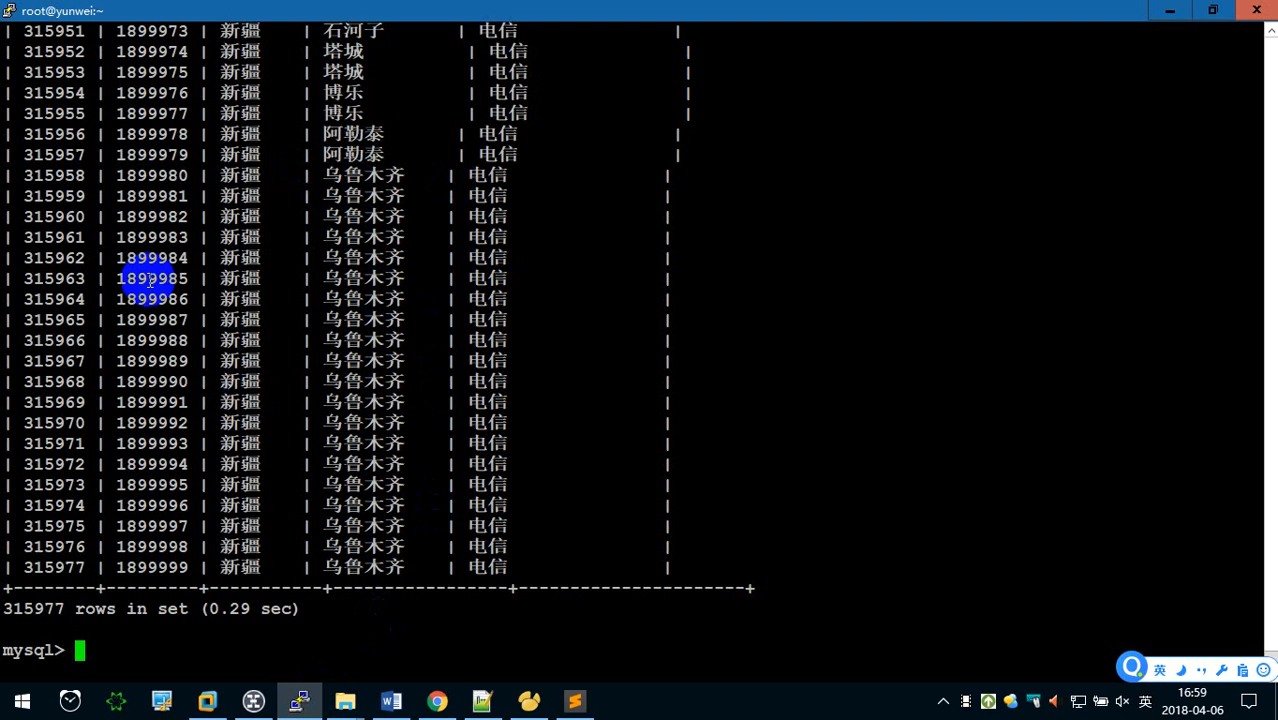 root@yunwei:~
| 315951 | 1899973 | 新疆 | 石河子 | 电信 |
| 315952 | 1899974 | 新疆 | 塔城 | 电信 |
| 315953 | 1899975 | 新疆 | 塔城 | 电信 |
| 315954 | 1899976 | 新疆 | 博乐 | 电信 |
| 315955 | 1899977 | 新疆 | 博乐 | 电信 |
| 315956 | 1899978 | 新疆 | 阿勒泰 | 电信 |
| 315957 | 1899979 | 新疆 | 阿勒泰 | 电信 |
| 315958 | 1899980 | 新疆 | 乌鲁木齐 | 电信 |
| 315959 | 1899981 | 新疆 | 乌鲁木齐 | 电信 |
| 315960 | 1899982 | 新疆 | 乌鲁木齐 | 电信 |
| 315961 | 1899983 | 新疆 | 乌鲁木齐 | 电信 |
| 315962 | 1899984 | 新疆 | 乌鲁木齐 | 电信 |
| 315963 | 1899985 | 新疆 | 乌鲁木齐 | 电信 |
| 315964 | 1899986 | 新疆 | 乌鲁木齐 | 电信 |
| 315965 | 1899987 | 新疆 | 乌鲁木齐 | 电信 |
| 315966 | 1899988 | 新疆 | 乌鲁木齐 | 电信 |
| 315967 | 1899989 | 新疆 | 乌鲁木齐 | 电信 |
| 315968 | 1899990 | 新疆 | 乌鲁木齐 | 电信 |
| 315969 | 1899991 | 新疆 | 乌鲁木齐 | 电信 |
| 315970 | 1899992 | 新疆 | 乌鲁木齐 | 电信 |
| 315971 | 1899993 | 新疆 | 乌鲁木齐 | 电信 |
| 315972 | 1899994 | 新疆 | 乌鲁木齐 | 电信 |
| 315973 | 1899995 | 新疆 | 乌鲁木齐 | 电信 |
| 315974 | 1899996 | 新疆 | 乌鲁木齐 | 电信 |
| 315975 | 1899997 | 新疆 | 乌鲁木齐 | 电信 |
| 315976 | 1899998 | 新疆 | 乌鲁木齐 | 电信 |
| 315977 | 1899999 | 新疆 | 乌鲁木齐 | 电信 |
+--------+---------+------------+------------------+-----------------------+
315977 rows in set (0.29 sec)
mysql>
英
英
16:59
2018-04-06